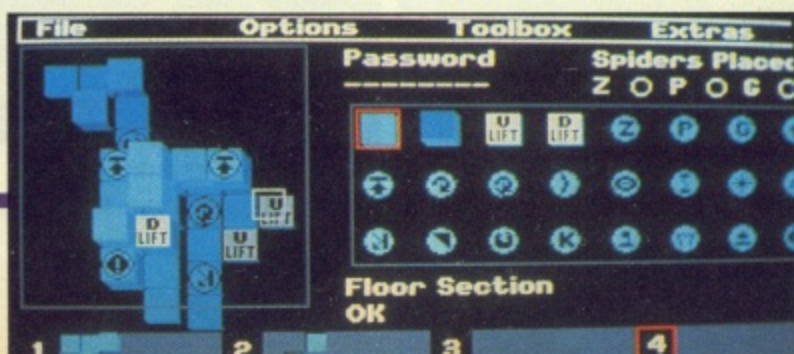 File Options Toolbox Extras
Password Spiders Placed
--------
Z O P O G O
U LIFT D LIFT Z P G
K 1
D LIFT
U LIFT
U LIFT
Floor Section
OK
1 2 3 4